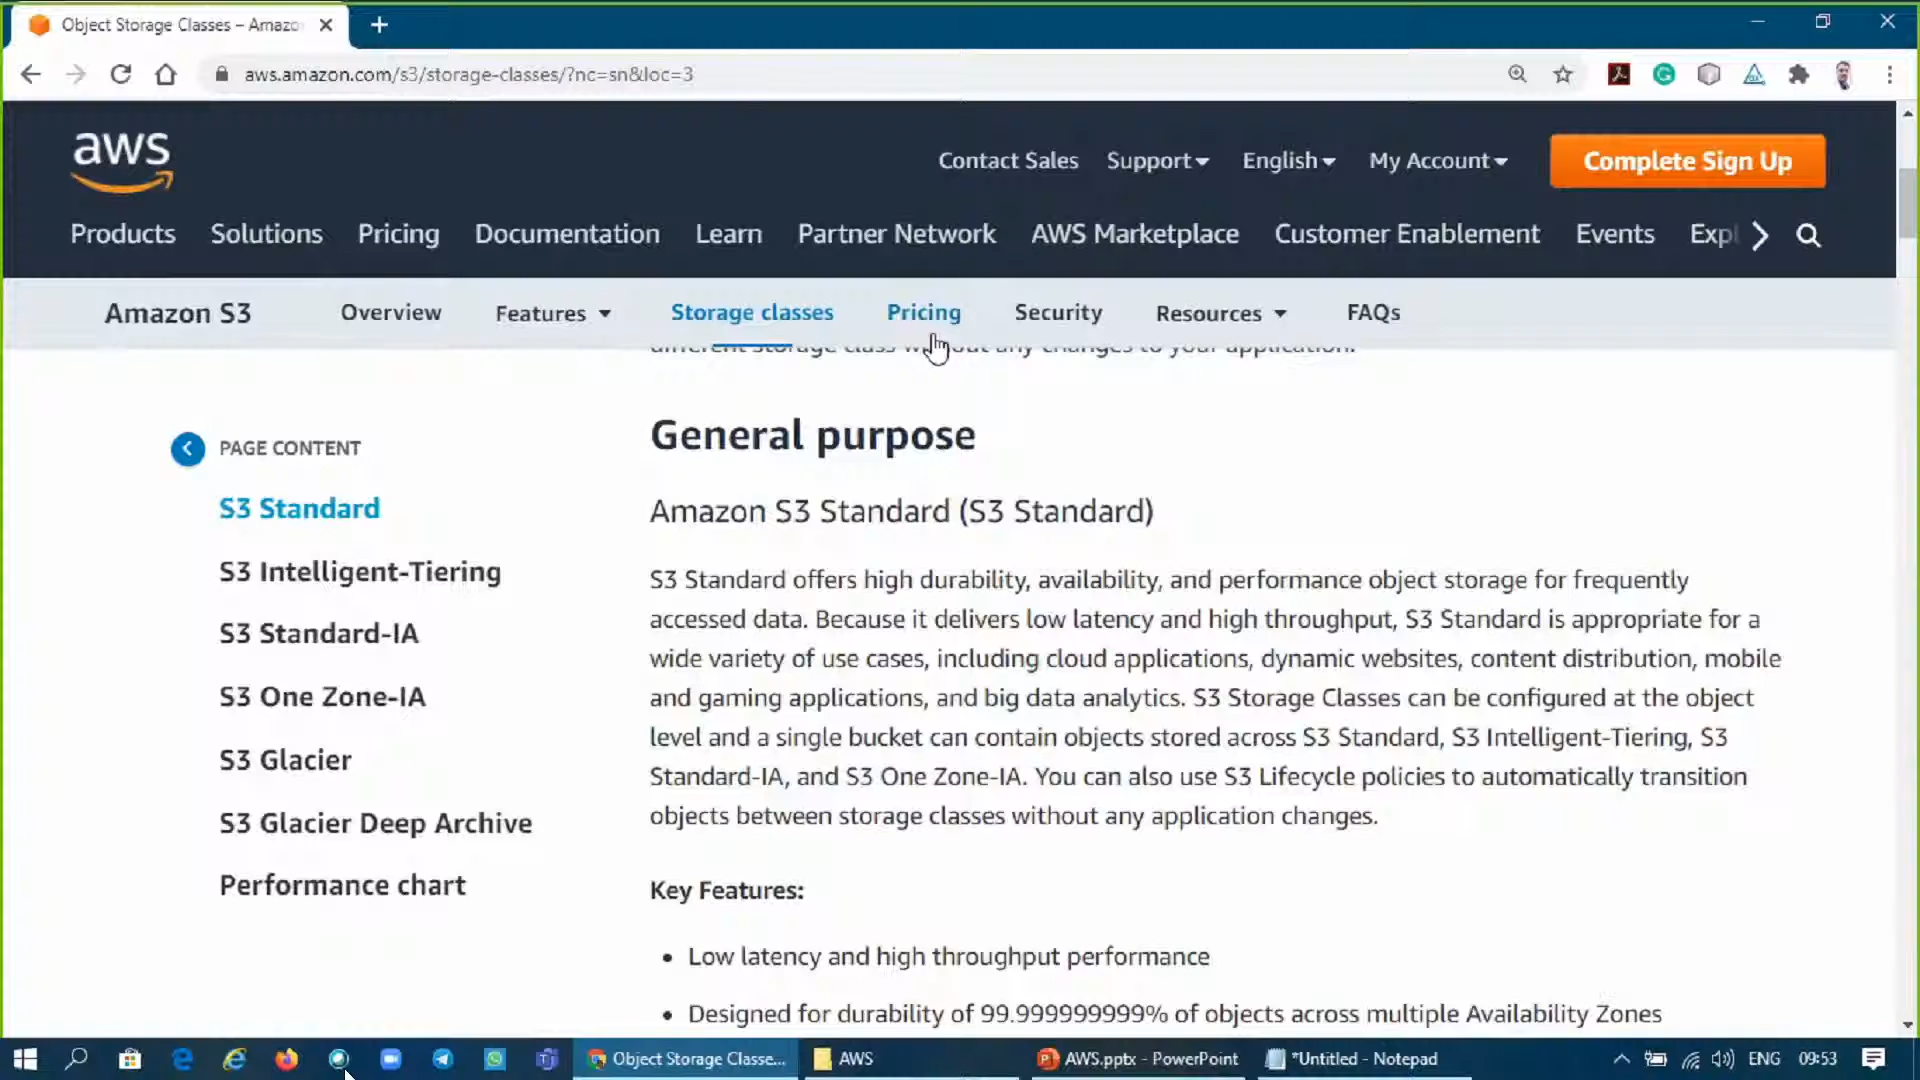 Object Storage Classes – Amazo
aws.amazon.com/s3/storage-classes/?nc=sn&loc=3
aws
Contact Sales
Support
English
My Account
Complete Sign Up
Products
Solutions
Pricing
Documentation
Learn
Partner Network
AWS Marketplace
Customer Enablement
Events
Expl
Amazon S3
Overview
Features
Storage classes
Pricing
Security
Resources
FAQs
different storage class without any changes to your application.
PAGE CONTENT
S3 Standard
S3 Intelligent-Tiering
S3 Standard-IA
S3 One Zone-IA
S3 Glacier
S3 Glacier Deep Archive
Performance chart
General purpose
Amazon S3 Standard (S3 Standard)
S3 Standard offers high durability, availability, and performance object storage for frequently
accessed data. Because it delivers low latency and high throughput, S3 Standard is appropriate for a
wide variety of use cases, including cloud applications, dynamic websites, content distribution, mobile
and gaming applications, and big data analytics. S3 Storage Classes can be configured at the object
level and a single bucket can contain objects stored across S3 Standard, S3 Intelligent-Tiering, S3
Standard-IA, and S3 One Zone-IA. You can also use S3 Lifecycle policies to automatically transition
objects between storage classes without any application changes.
Key Features:
• Low latency and high throughput performance
• Designed for durability of 99.999999999% of objects across multiple Availability Zones
Object Storage Classe...
AWS
AWS.pptx - PowerPoint
*Untitled - Notepad
ENG
09:53